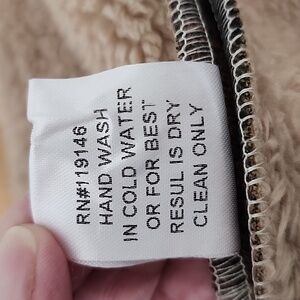 RN#119146
HAND WASH
IN COLD WATER
OR FOR BEST
RESUL IS DRY
CLEAN ONLY